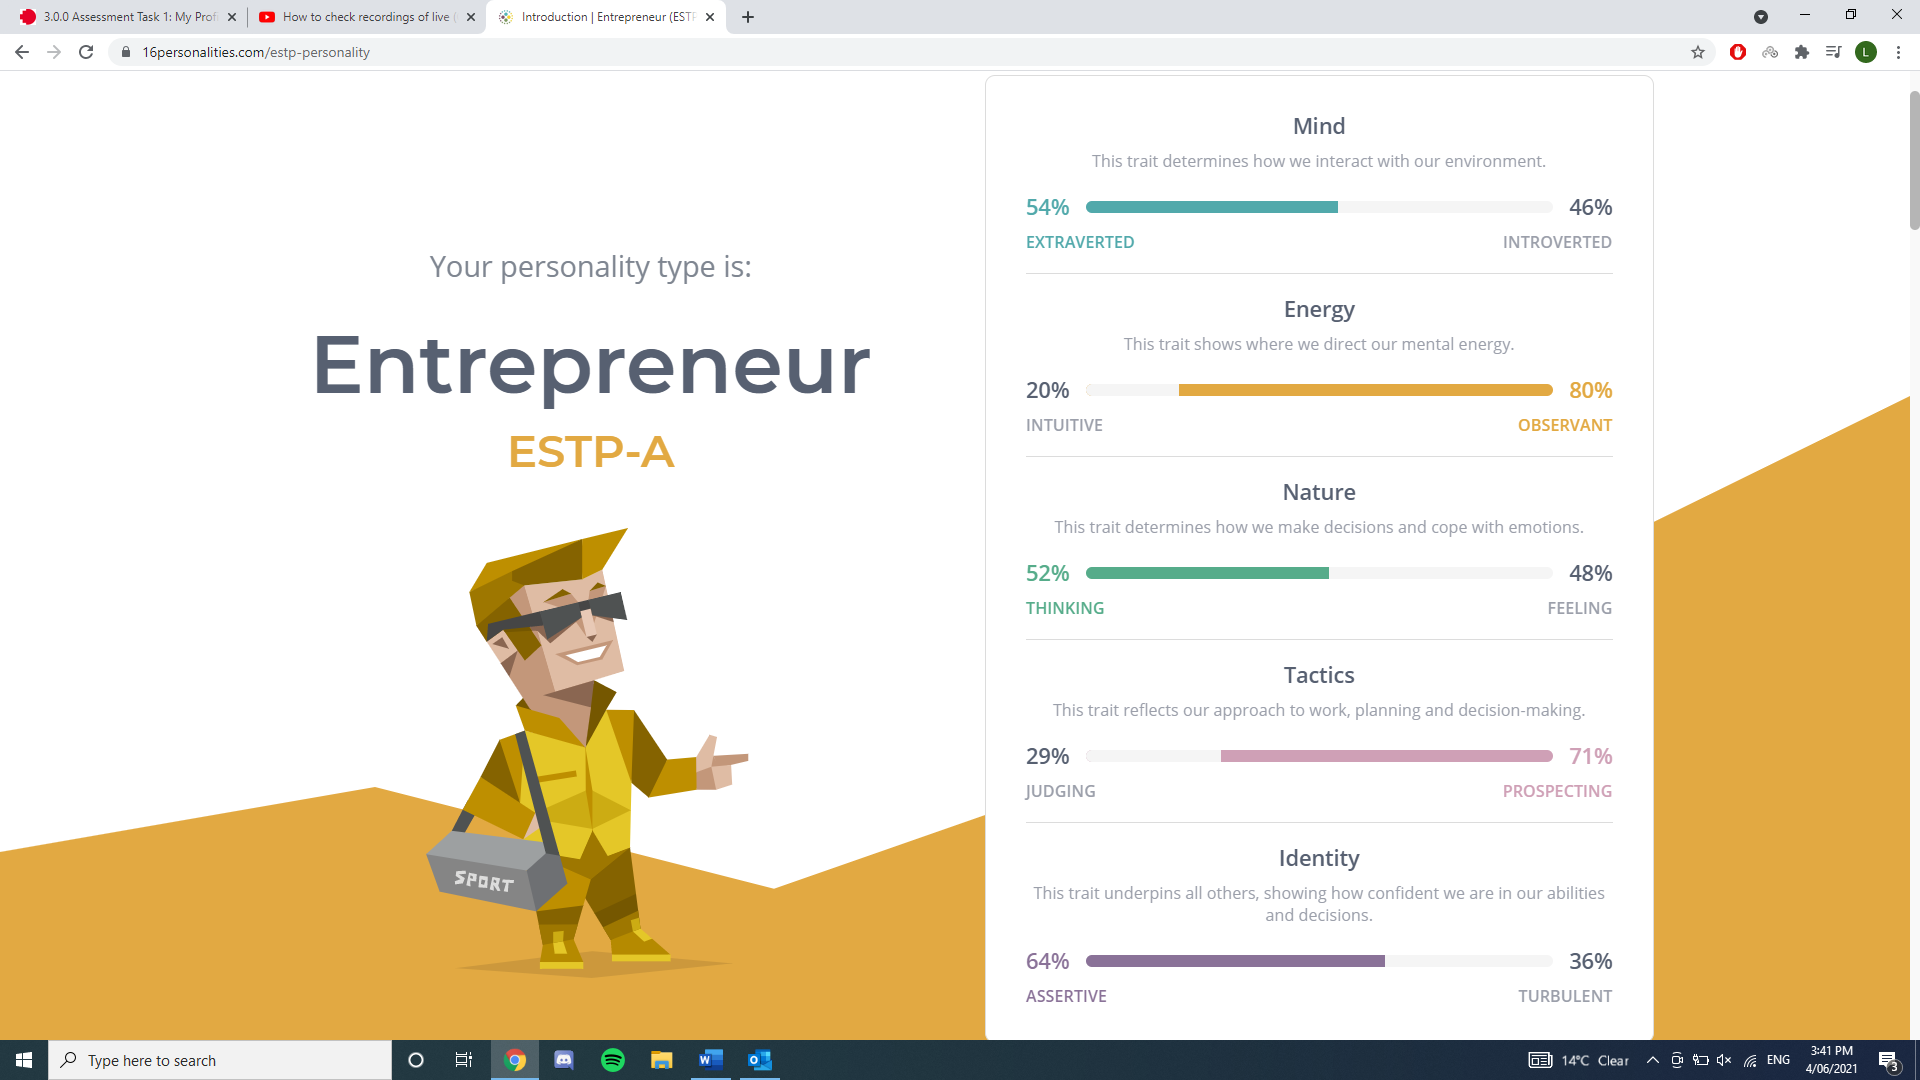 3.0.0 Assessment Task 1: My Prof
How to check recordings of live (
Introduction | Entrepreneur (ESTP
16personalities.com/estp-personality
L
Your personality type is:
Entrepreneur
ESTP-A
SPORT
Mind
This trait determines how we interact with our environment.
54% 46%
EXTRAVERTED INTROVERTED
Energy
This trait shows where we direct our mental energy.
20% 80%
INTUITIVE OBSERVANT
Nature
This trait determines how we make decisions and cope with emotions.
52% 48%
THINKING FEELING
Tactics
This trait reflects our approach to work, planning and decision-making.
29% 71%
JUDGING PROSPECTING
Identity
This trait underpins all others, showing how confident we are in our abilities
and decisions.
64% 36%
ASSERTIVE TURBULENT
Type here to search
14°C Clear
ENG
3:41 PM
4/06/2021
3